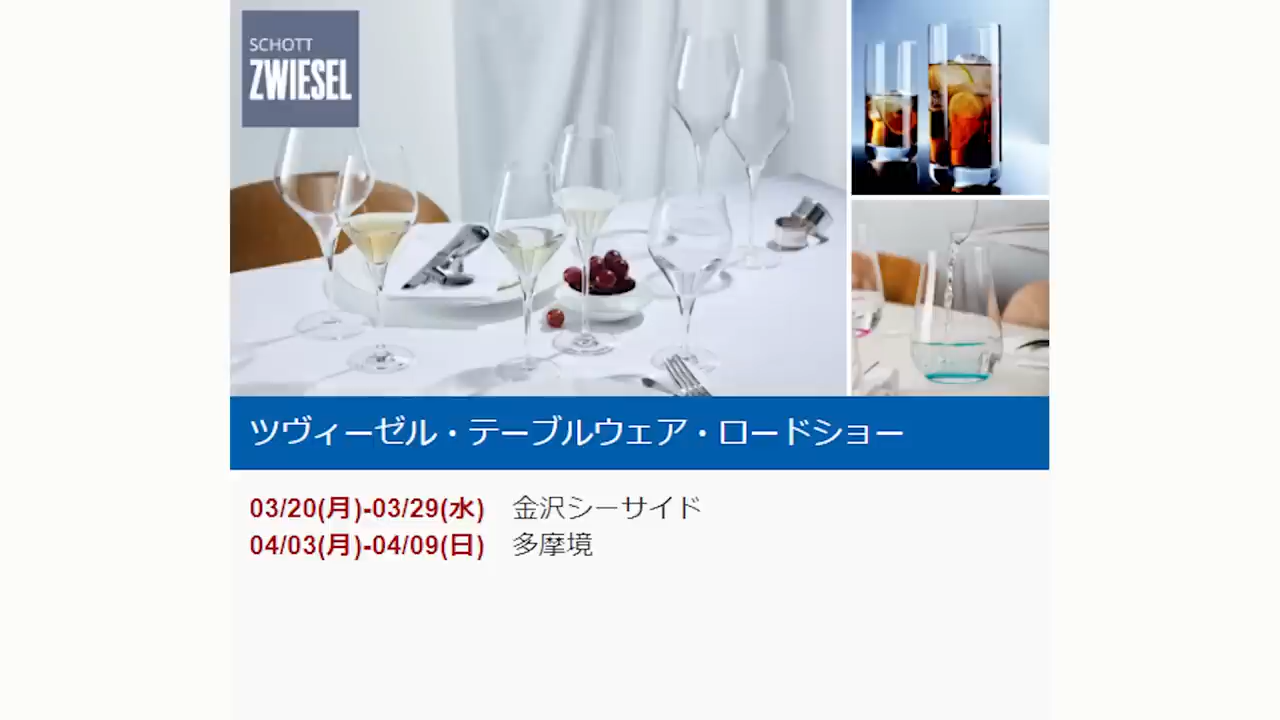 SCHOTT
ZWIESEL
ツヴィーゼル・テーブルウェア・ロードショー
03/20(月)-03/29(水) 金沢シーサイド
04/03(月)-04/09(日) 多摩境